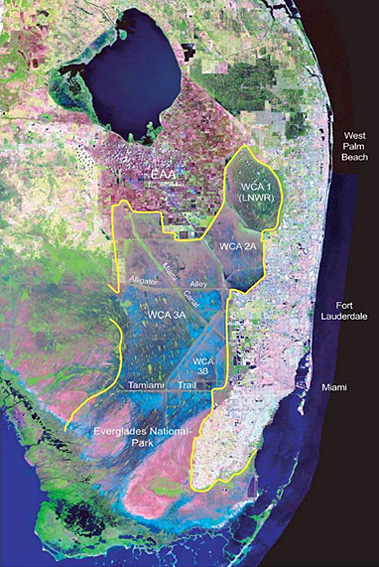 West
Palm
Beach
EAA
WCA 1
(LNWR)
WCA 2A
Miami
Canal
Alligator
Alley
WCA 3A
Fort
Lauderdale
WCA
3B
Tamiami
Trail
Miami
Everglades National-
Park